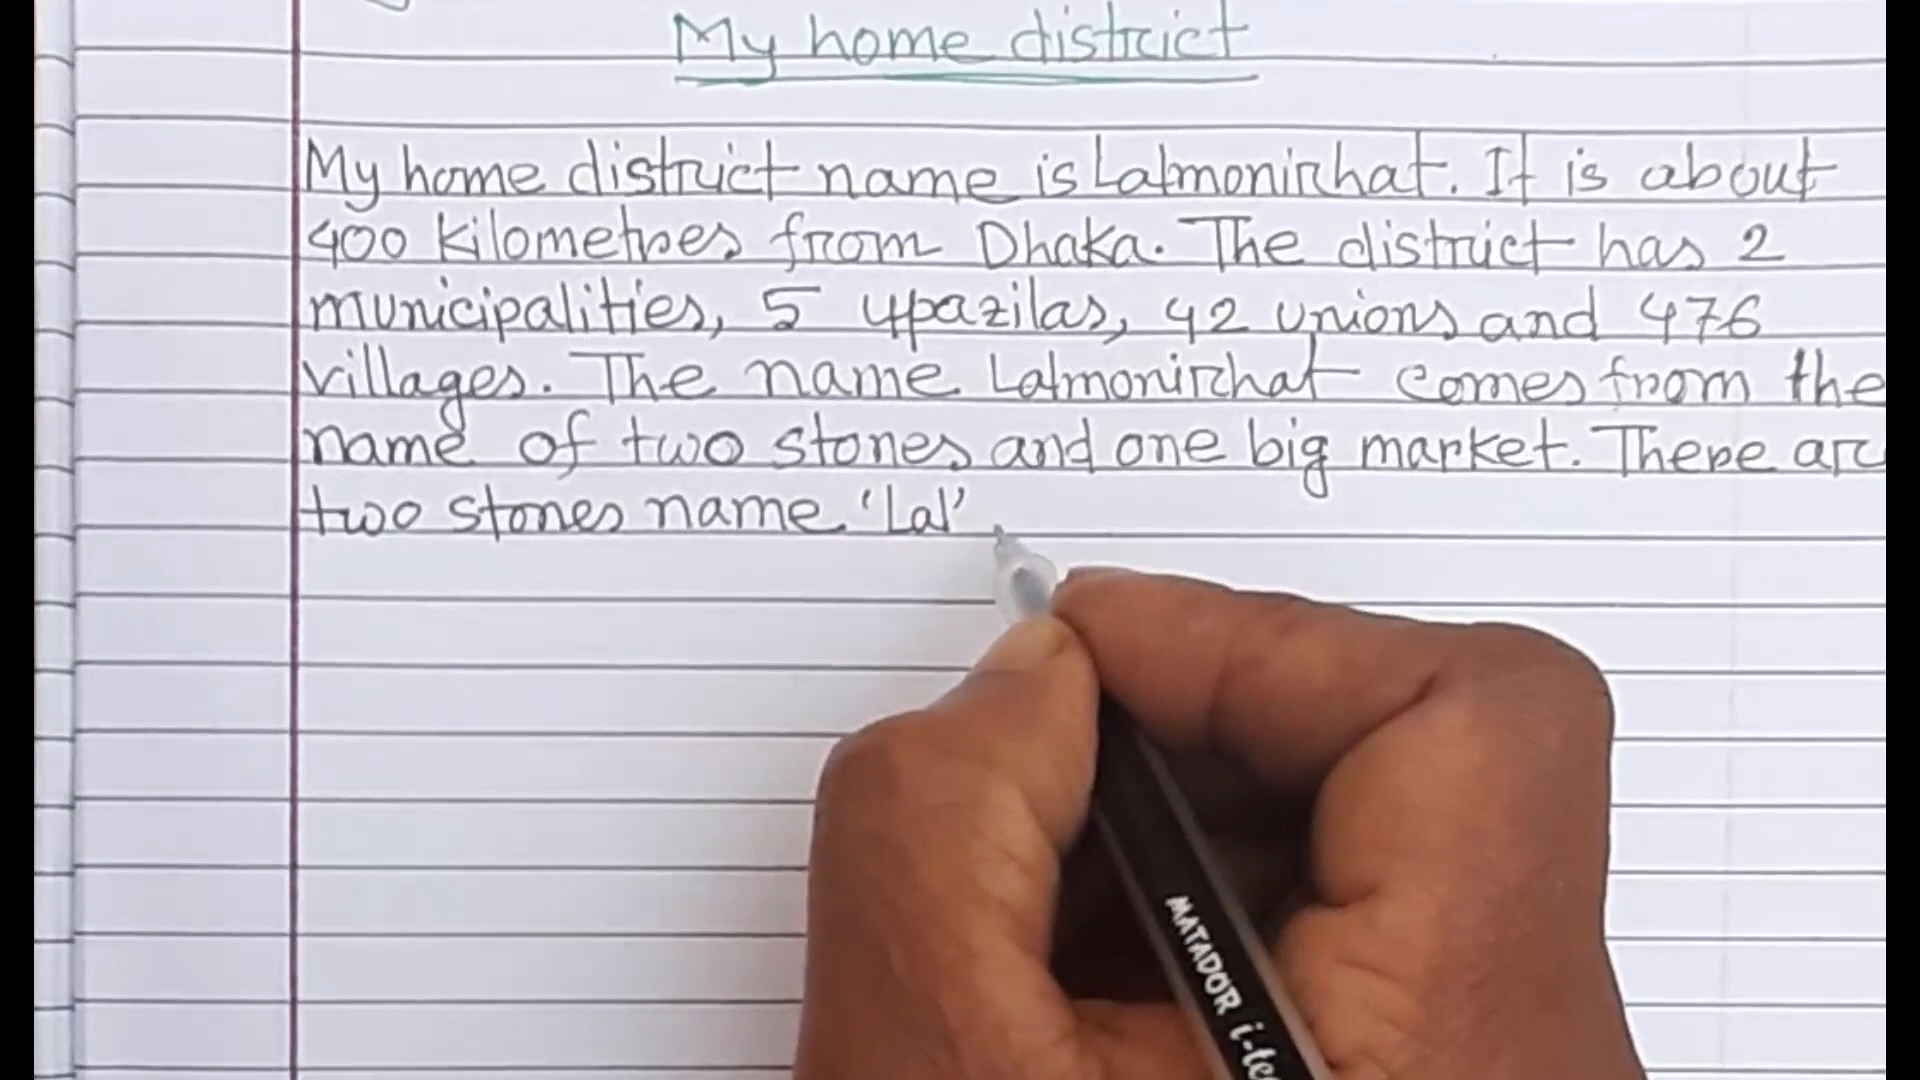 My home district
My home district name is Lalmonirhat. It is about
400 kilometres from Dhaka. The district has 2
municipalities, 5 upazilas, 42 unions and 476
villages. The name Lalmonirhat comes from the
name of two stones and one big market. There are
two stones name 'Lal'
MATADOR i-tee